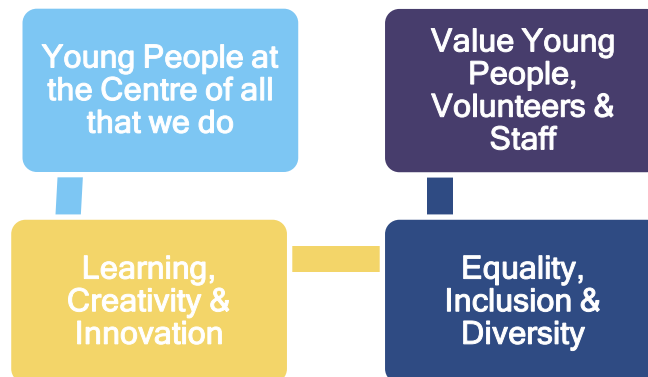 Young People at
the Centre of all
that we do
Value Young
People,
Volunteers &
Staff
Learning,
Creativity &
Innovation
Equality,
Inclusion &
Diversity